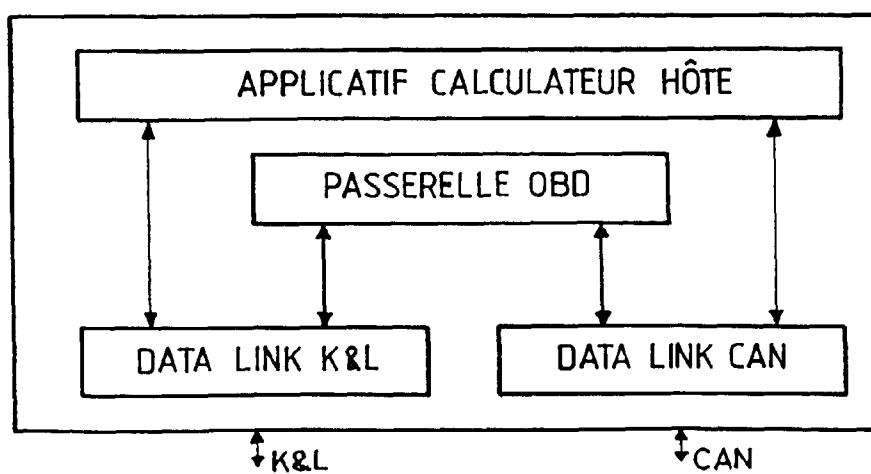 APPLICATIF CALCULATEUR HÔTE
PASSERELLE OBD
DATA LINK K&L
DATA LINK CAN
K&L
CAN